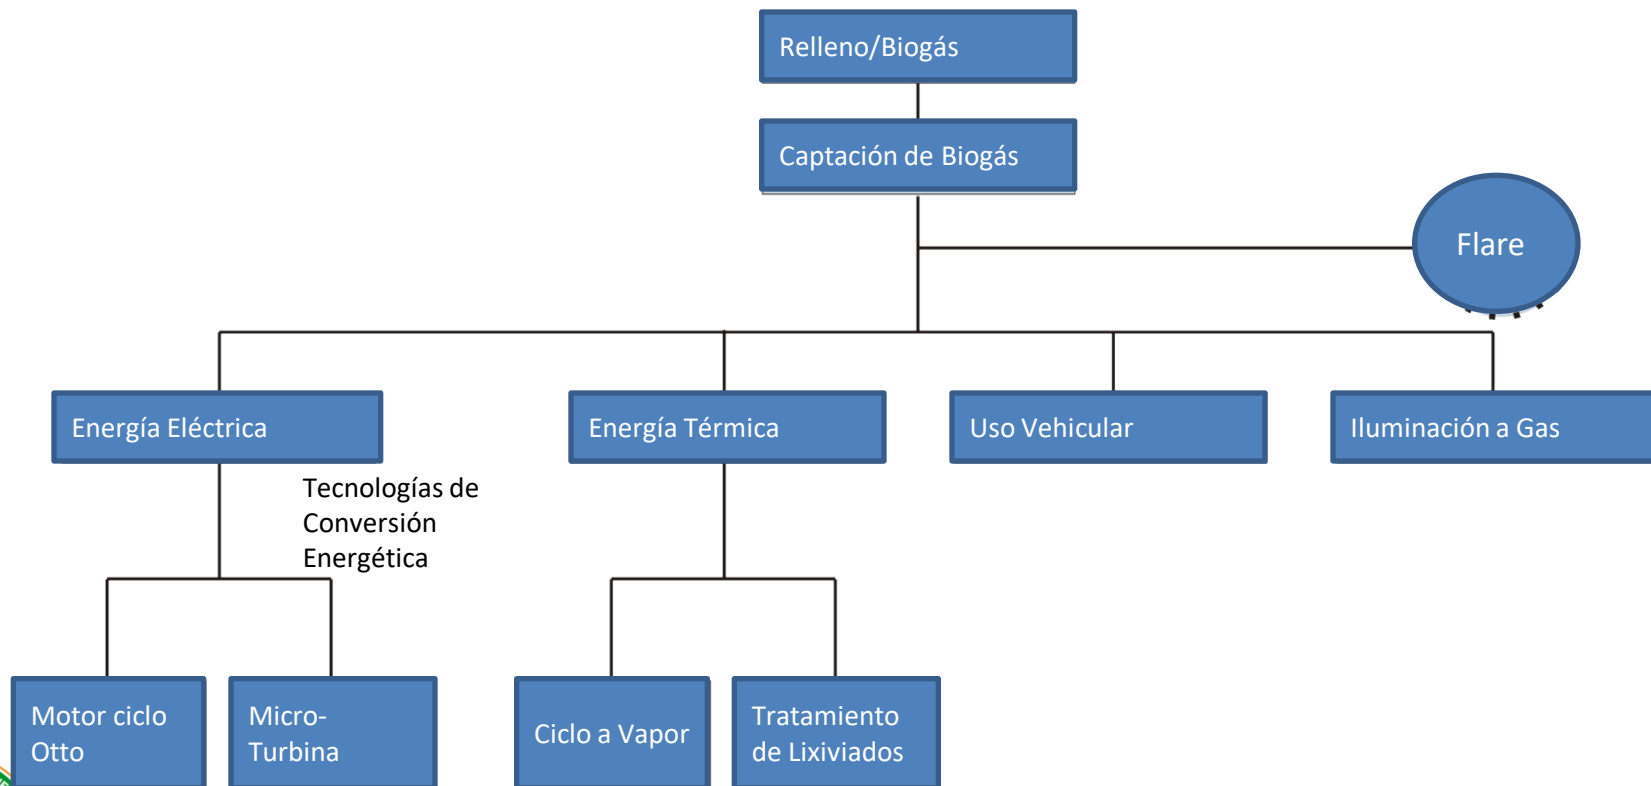 Relleno/Biogás
Captación de Biogás
Flare
Energía Eléctrica
Energía Térmica
Uso Vehicular
Iluminación a Gas
Tecnologías de
Conversión
Energética
Motor ciclo
Otto
Micro-
Turbina
Ciclo a Vapor
Tratamiento
de Lixiviados